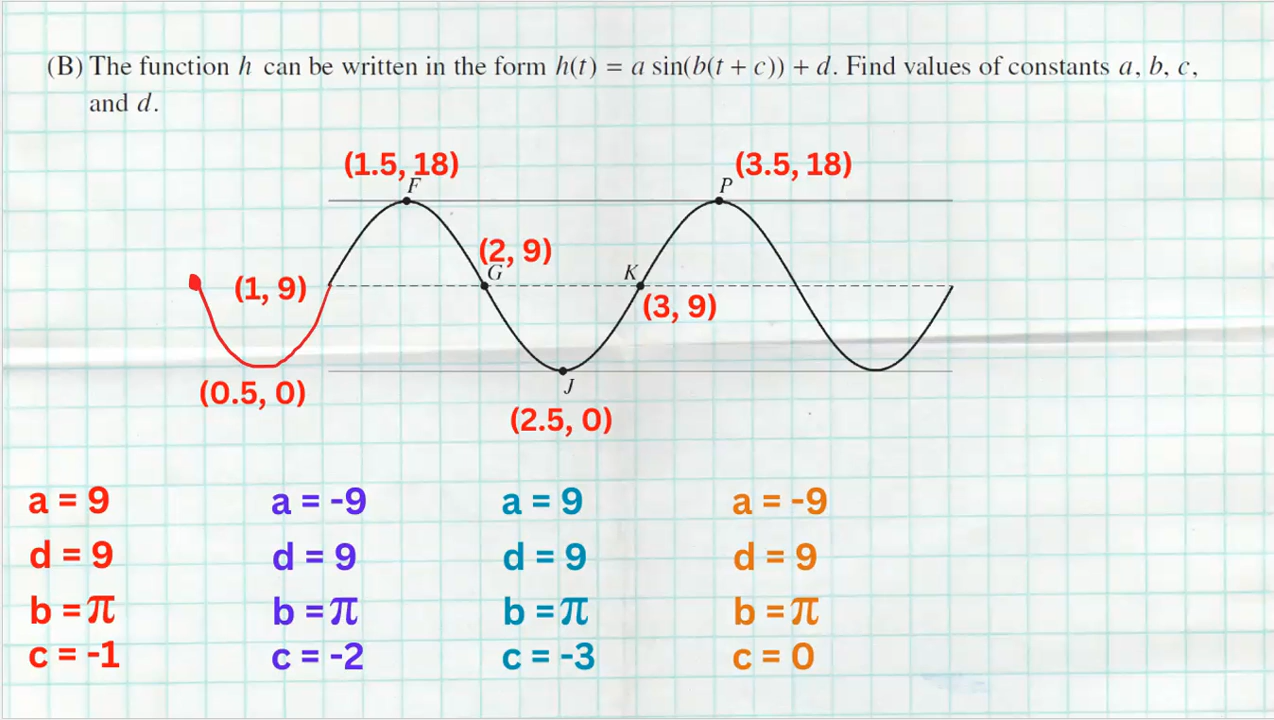 (B) The function h can be written in the form h(t) = a sin(b(t + c)) + d. Find values of constants a, b, c,
and d.
(1.5, 18)
(3.5, 18)
F
P
(2, 9)
G
K
(1, 9)
(3, 9)
J
(0.5, 0)
(2.5, 0)
a = 9
a = -9
a = 9
a = -9
d = 9
d = 9
d = 9
d = 9
b = π
b = π
b = π
b = π
c = -1
c = -2
c = -3
c = 0